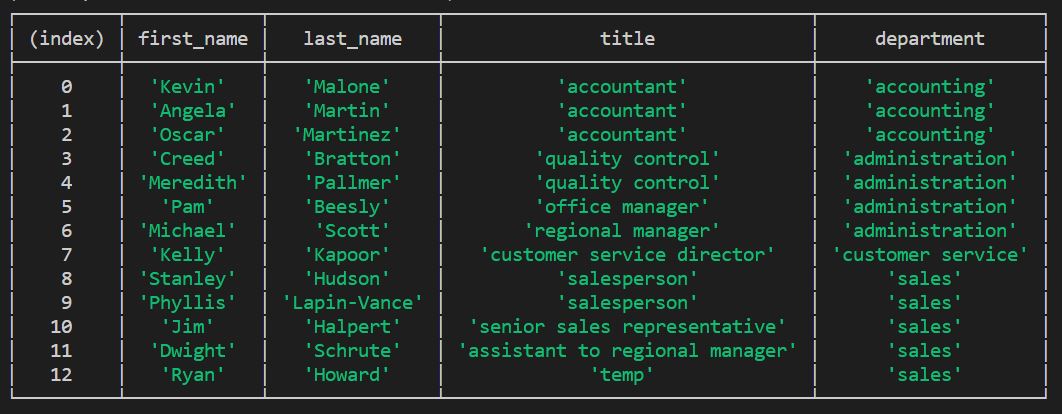 (index) first_name last_name title department
0 'Kevin' 'Malone' 'accountant' 'accounting'
1 'Angela' 'Martin' 'accountant' 'accounting'
2 'Oscar' 'Martinez' 'accountant' 'accounting'
3 'Creed' 'Bratton' 'quality control' 'administration'
4 'Meredith' 'Pallmer' 'quality control' 'administration'
5 'Pam' 'Beesly' 'office manager' 'administration'
6 'Michael' 'Scott' 'regional manager' 'administration'
7 'Kelly' 'Kapoor' 'customer service director' 'customer service'
8 'Stanley' 'Hudson' 'salesperson' 'sales'
9 'Phyllis' 'Lapin-Vance' 'salesperson' 'sales'
10 'Jim' 'Halpert' 'senior sales representative' 'sales'
11 'Dwight' 'Schrute' 'assistant to regional manager' 'sales'
12 'Ryan' 'Howard' 'temp' 'sales'